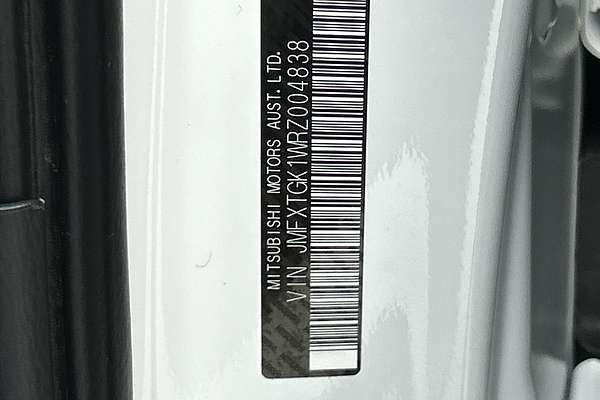 MITSUBISHI MOTORS AUST.LTD.
VIN JMFXTGK1WRZ004838